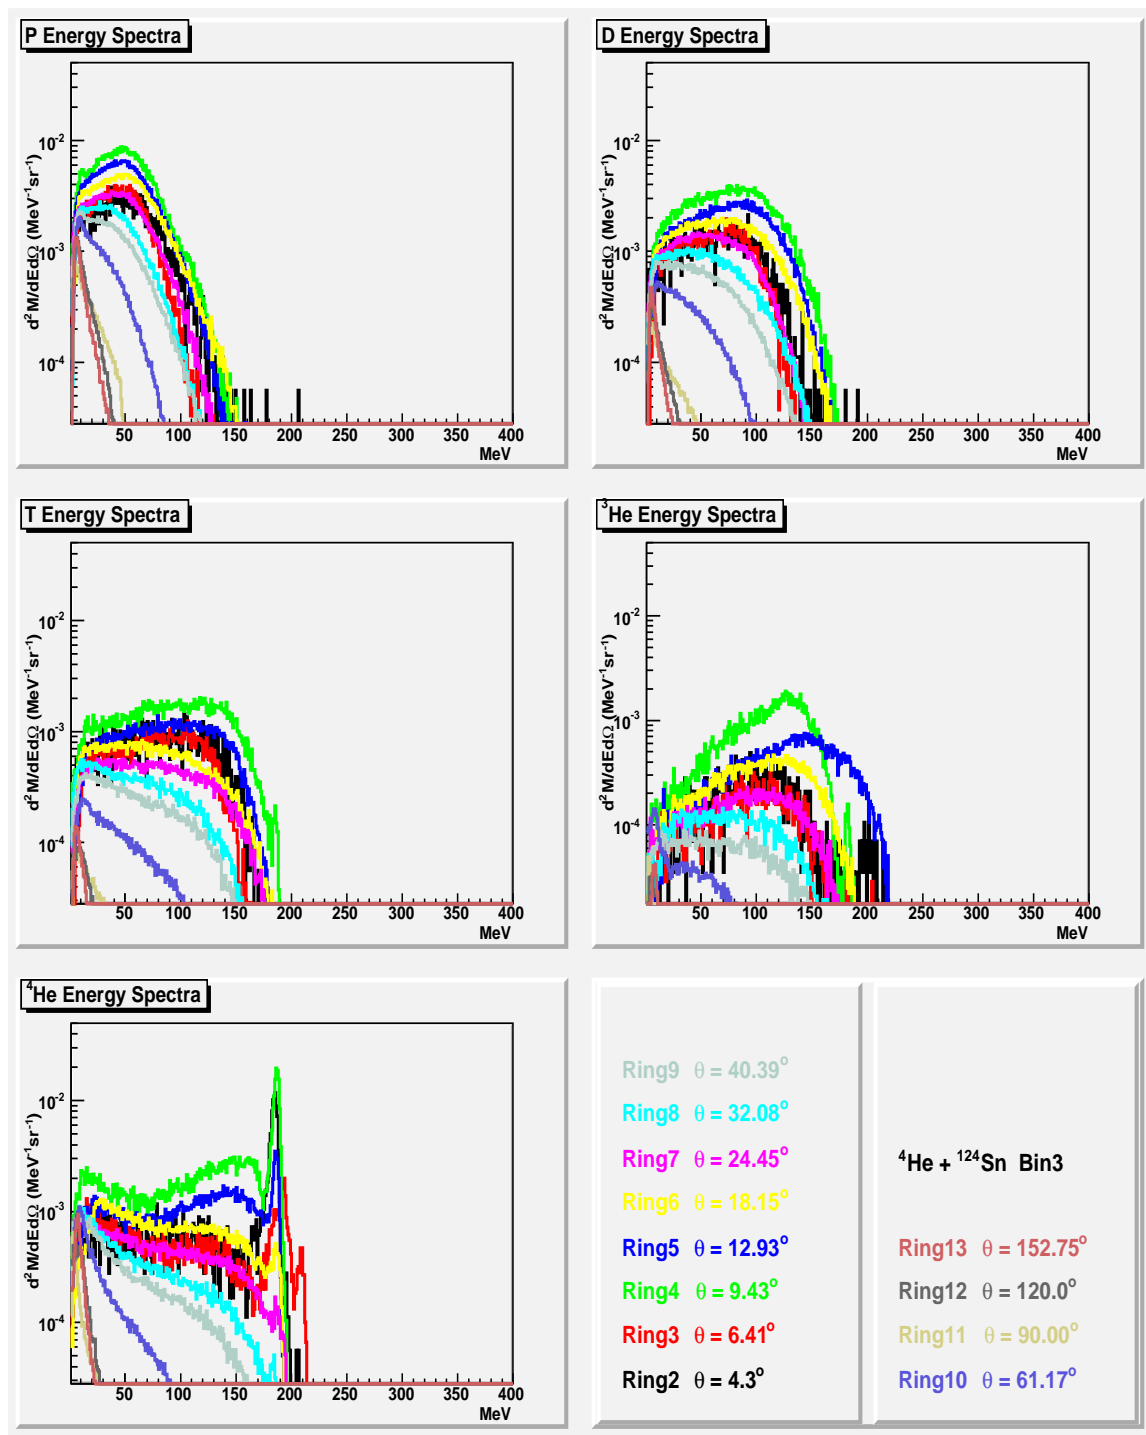 P Energy Spectra
d²M/dEdΩ (MeV⁻¹sr⁻¹)
10⁻²
10⁻³
10⁻⁴
50 100 150 200 250 300 350 400
MeV
D Energy Spectra
d²M/dEdΩ (MeV⁻¹sr⁻¹)
10⁻²
10⁻³
10⁻⁴
50 100 150 200 250 300 350 400
MeV
T Energy Spectra
d²M/dEdΩ (MeV⁻¹sr⁻¹)
10⁻²
10⁻³
10⁻⁴
50 100 150 200 250 300 350 400
MeV
³He Energy Spectra
d²M/dEdΩ (MeV⁻¹sr⁻¹)
10⁻²
10⁻³
10⁻⁴
50 100 150 200 250 300 350 400
MeV
⁴He Energy Spectra
d²M/dEdΩ (MeV⁻¹sr⁻¹)
10⁻²
10⁻³
10⁻⁴
50 100 150 200 250 300 350 400
MeV
Ring9 θ = 40.39°
Ring8 θ = 32.08°
Ring7 θ = 24.45°
Ring6 θ = 18.15°
Ring5 θ = 12.93°
Ring4 θ = 9.43°
Ring3 θ = 6.41°
Ring2 θ = 4.3°
⁴He + ¹²⁴Sn Bin3
Ring13 θ = 152.75°
Ring12 θ = 120.0°
Ring11 θ = 90.00°
Ring10 θ = 61.17°